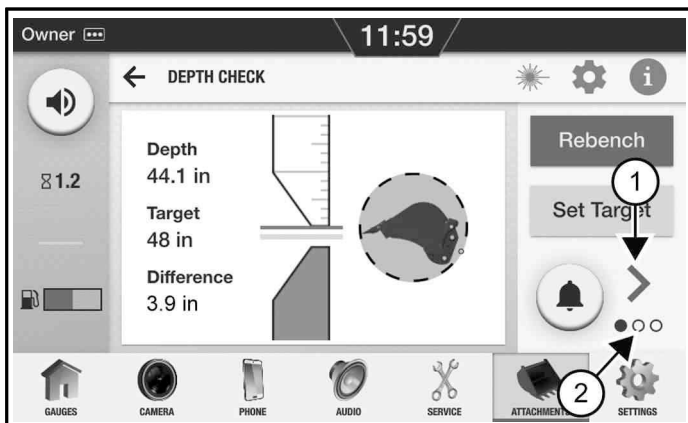 Owner
11:59
DEPTH CHECK
i
Depth
44.1 in
Target
48 in
Difference
3.9 in
1.2
Rebench
1
Set Target
2
GAUGES
CAMERA
PHONE
AUDIO
SERVICE
ATTACHMENTS
SETTINGS